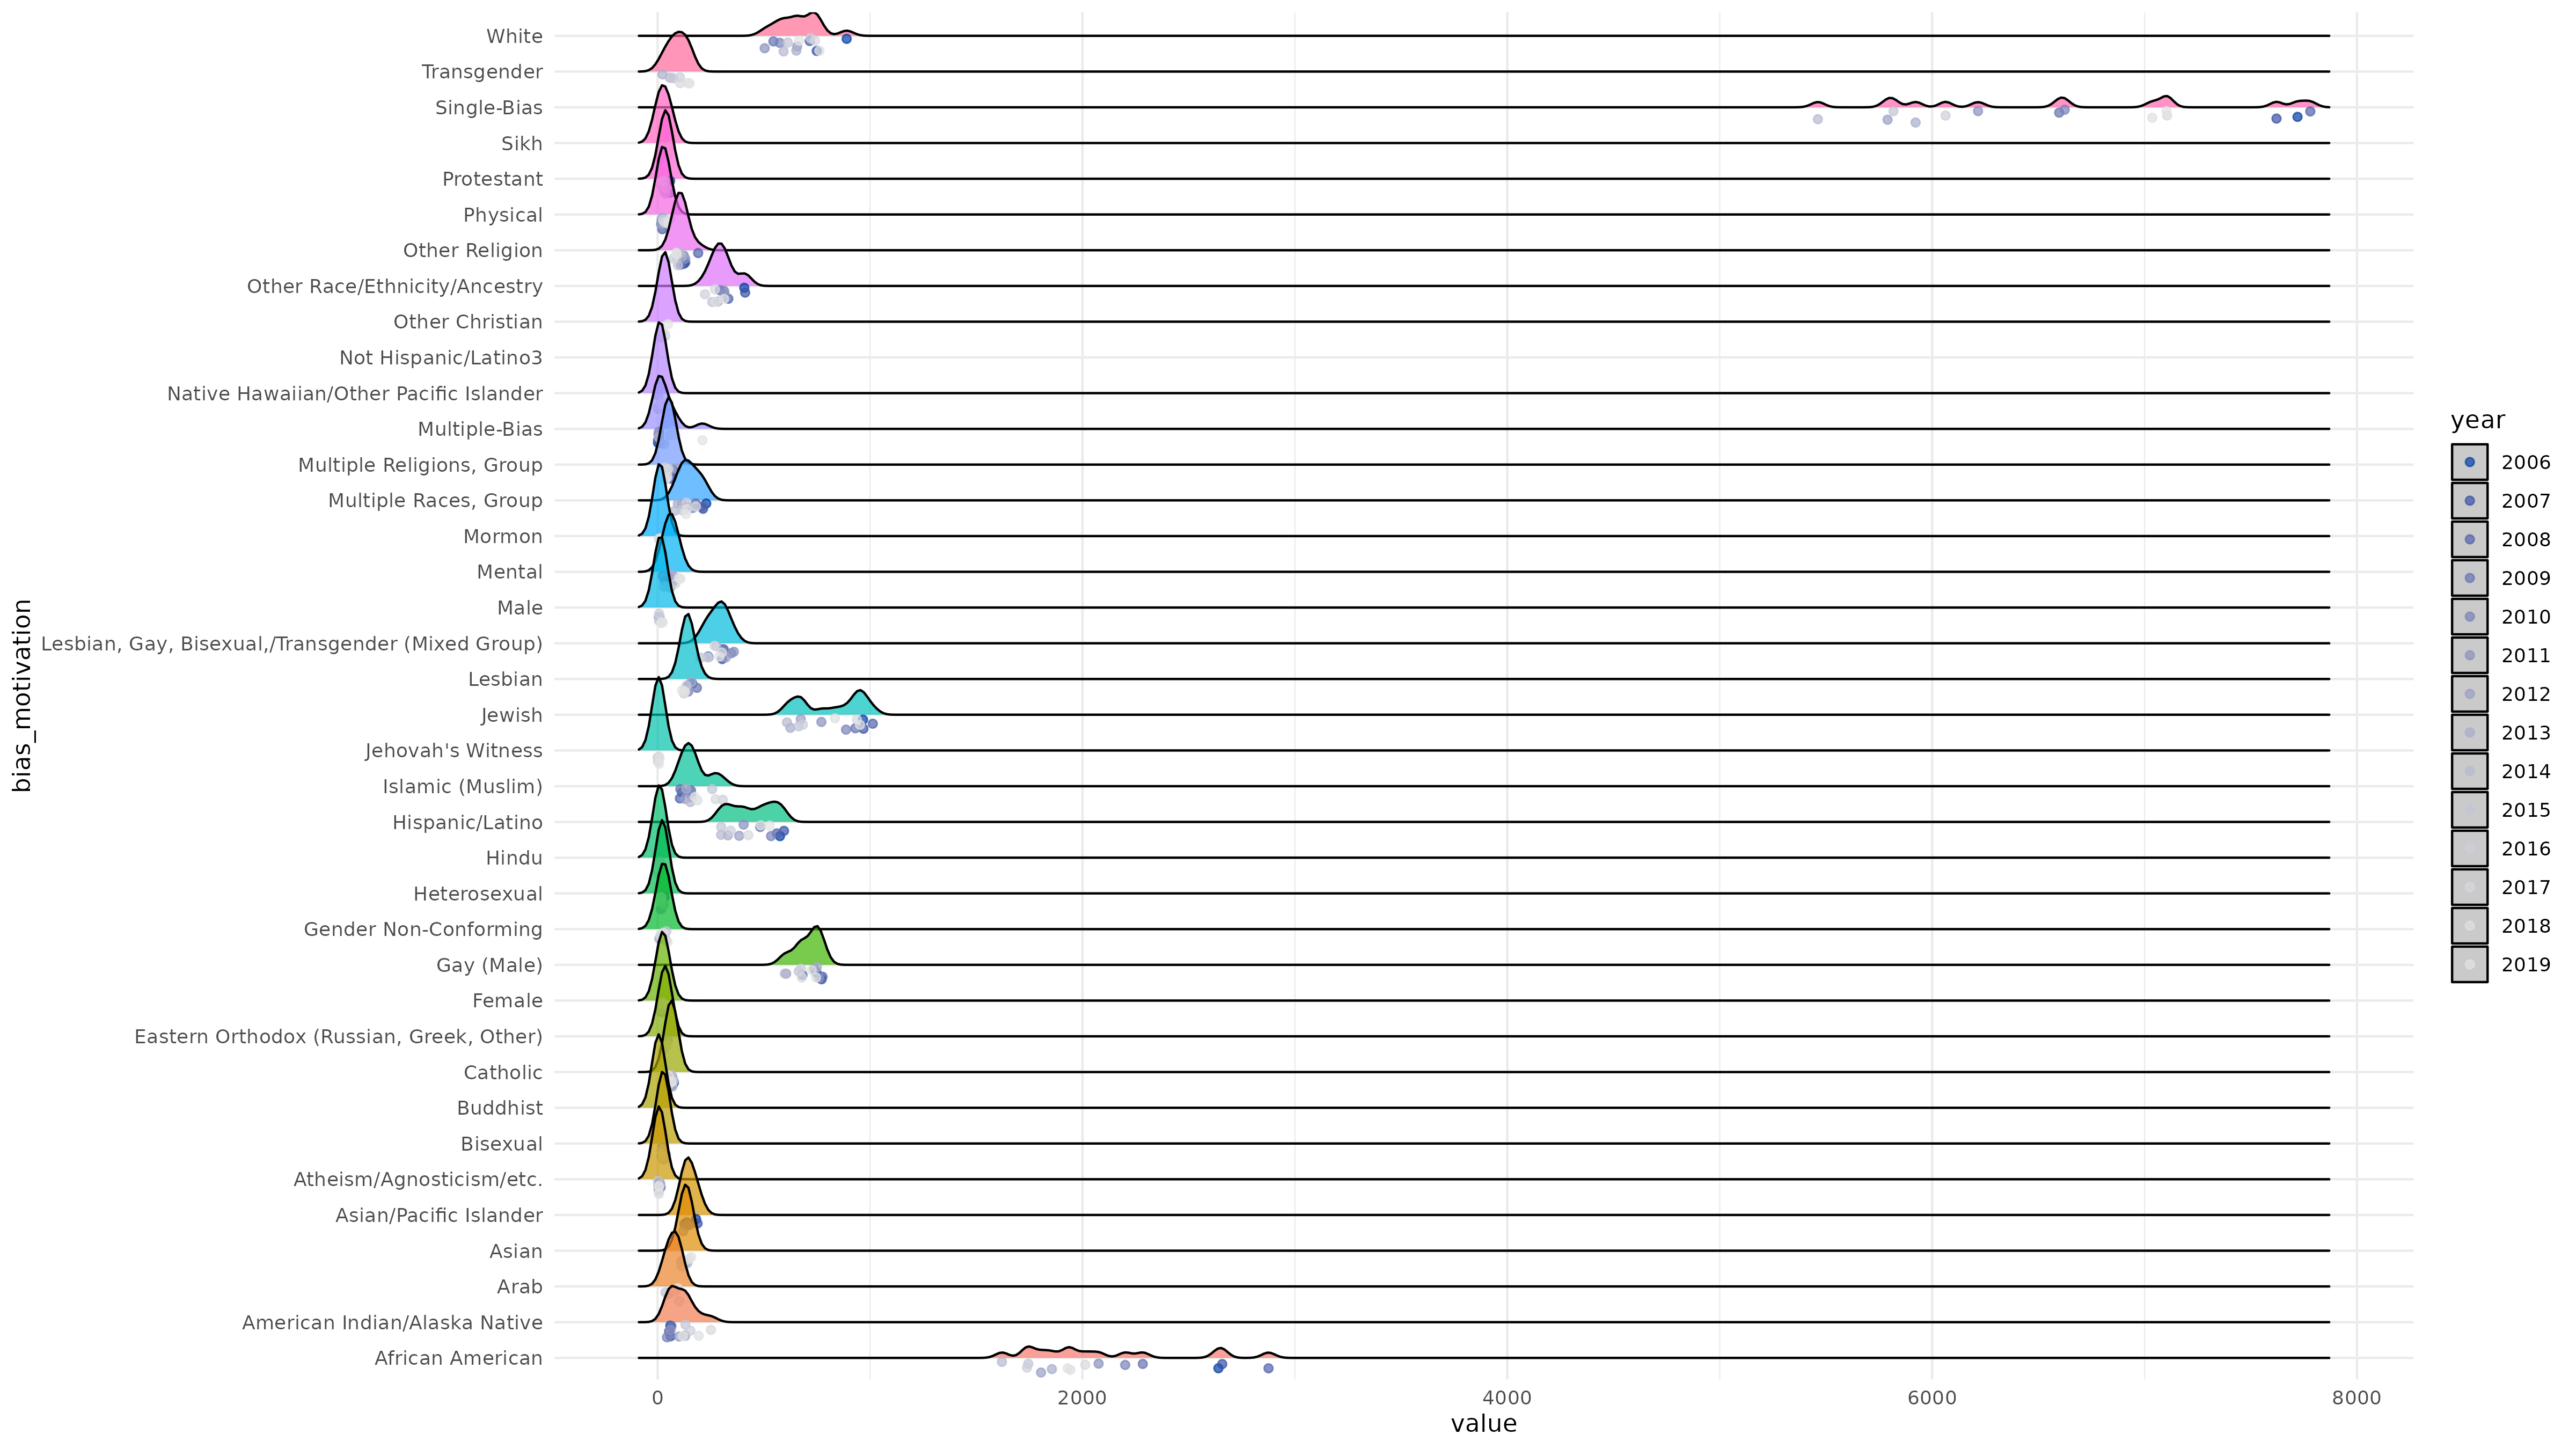 White
Transgender
Single-Bias
Sikh
Protestant
Physical
Other Religion
Other Race/Ethnicity/Ancestry
Other Christian
Not Hispanic/Latino3
Native Hawaiian/Other Pacific Islander
Multiple-Bias
Multiple Religions, Group
Multiple Races, Group
Mormon
Mental
Male
Lesbian, Gay, Bisexual,/Transgender (Mixed Group)
Lesbian
Jewish
Jehovah's Witness
Islamic (Muslim)
Hispanic/Latino
Hindu
Heterosexual
Gender Non-Conforming
Gay (Male)
Female
Eastern Orthodox (Russian, Greek, Other)
Catholic
Buddhist
Bisexual
Atheism/Agnosticism/etc.
Asian/Pacific Islander
Asian
Arab
American Indian/Alaska Native
African American
bias_motivation
0 2000 4000 6000 8000
value
year
2006
2007
2008
2009
2010
2011
2012
2013
2014
2015
2016
2017
2018
2019